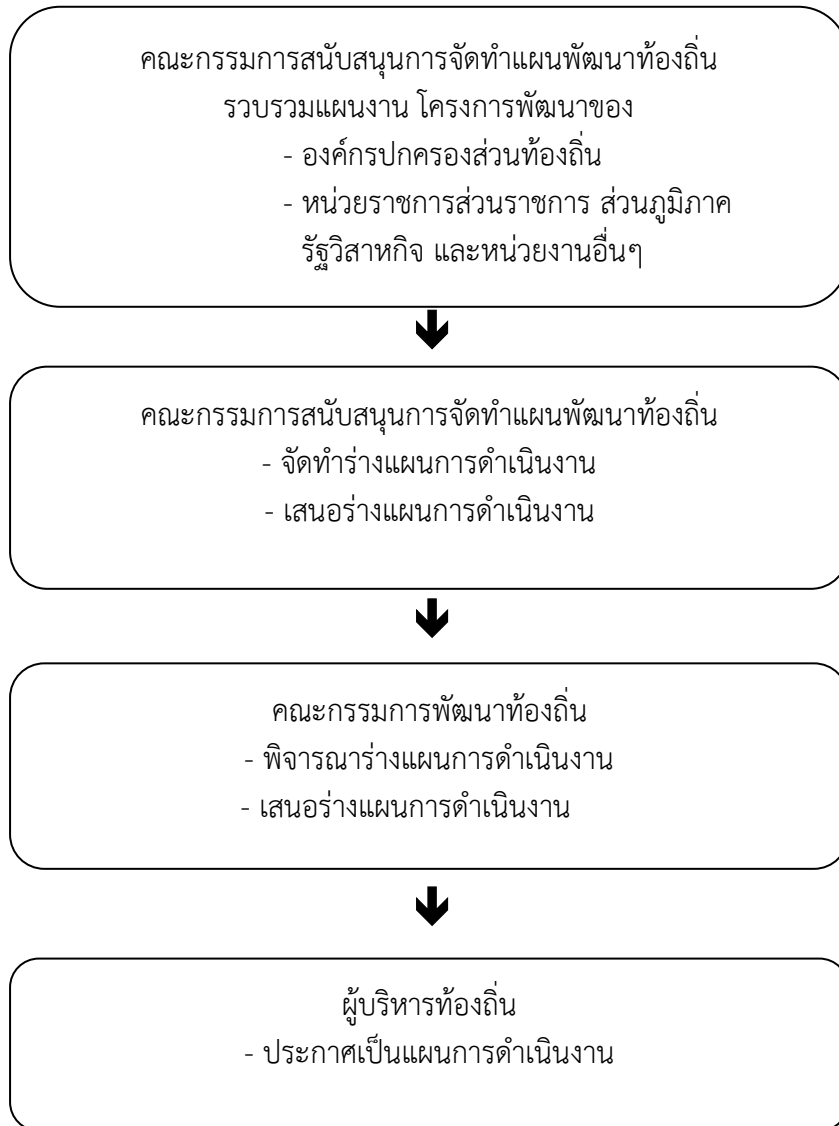 คณะกรรมการสนับสนุนการจัดทำแผนพัฒนาท้องถิ่น
รวบรวมแผนงาน โครงการพัฒนาของ
- องค์กรปกครองส่วนท้องถิ่น
- หน่วยราชการส่วนราชการ ส่วนภูมิภาค
รัฐวิสาหกิจ และหน่วยงานอื่นๆ
คณะกรรมการสนับสนุนการจัดทำแผนพัฒนาท้องถิ่น
- จัดทำร่างแผนการดำเนินงาน
- เสนอร่างแผนการดำเนินงาน
คณะกรรมการพัฒนาท้องถิ่น
- พิจารณาร่างแผนการดำเนินงาน
- เสนอร่างแผนการดำเนินงาน
ผู้บริหารท้องถิ่น
- ประกาศเป็นแผนการดำเนินงาน